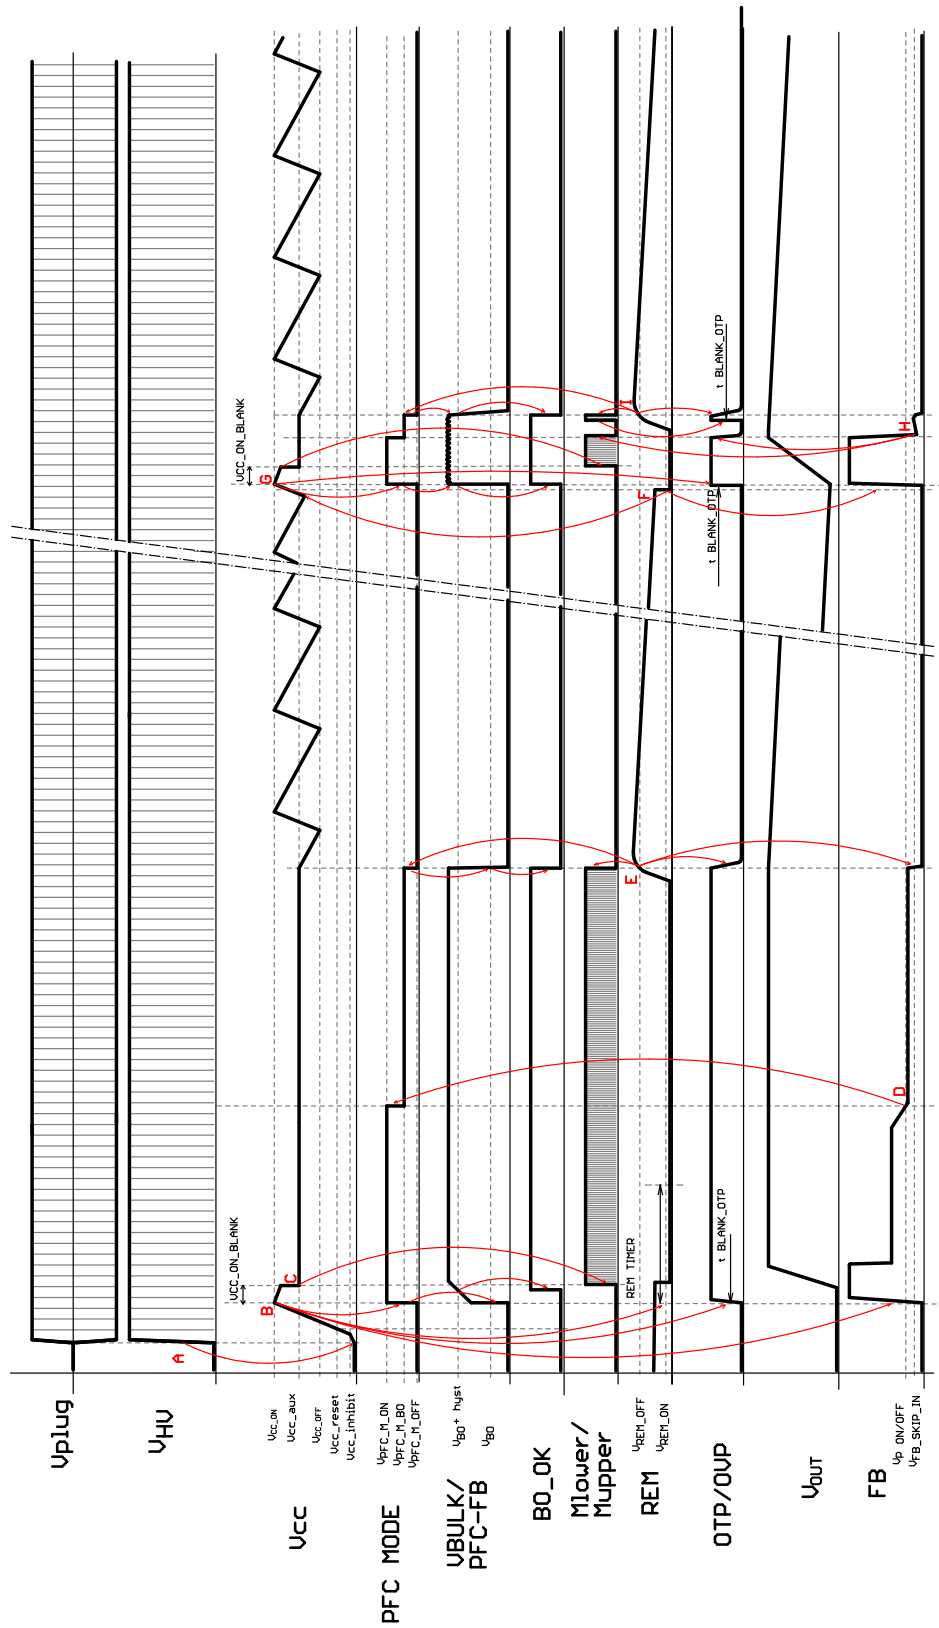 Vplug
VHV
A
VCC_ON_BLANK
VCC_ON_BLANK
B
C
G
Vcc
VCC_ON
Vcc_aux
VCC_OFF
Vcc_reset
Vcc_inhibit
PFC MODE
VPFC_M_ON
VPFC_M_BO
VPFC_M_OFF
VBULK/
PFC-FB
VBO + hyst
VBO
BO_OK
Mlower/
Mupper
REM
VREM_OFF
VREM_ON
REM TIMER
E
F
I
OTP/OVP
t BLANK_OTP
t BLANK_OTP
t BLANK_OTP
VOUT
FB
VP ON/OFF
VFB_SKIP_IN
D
H